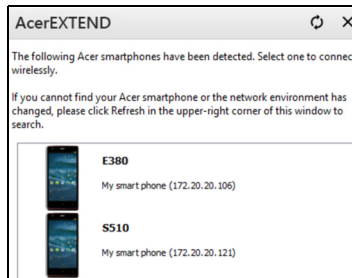 AcerEXTEND
The following Acer smartphones have been detected. Select one to connec
wirelessly.
If you cannot find your Acer smartphone or the network environment has
changed, please click Refresh in the upper-right corner of this window to
search.
E380
My smart phone (172.20.20.106)
S510
My smart phone (172.20.20.121)